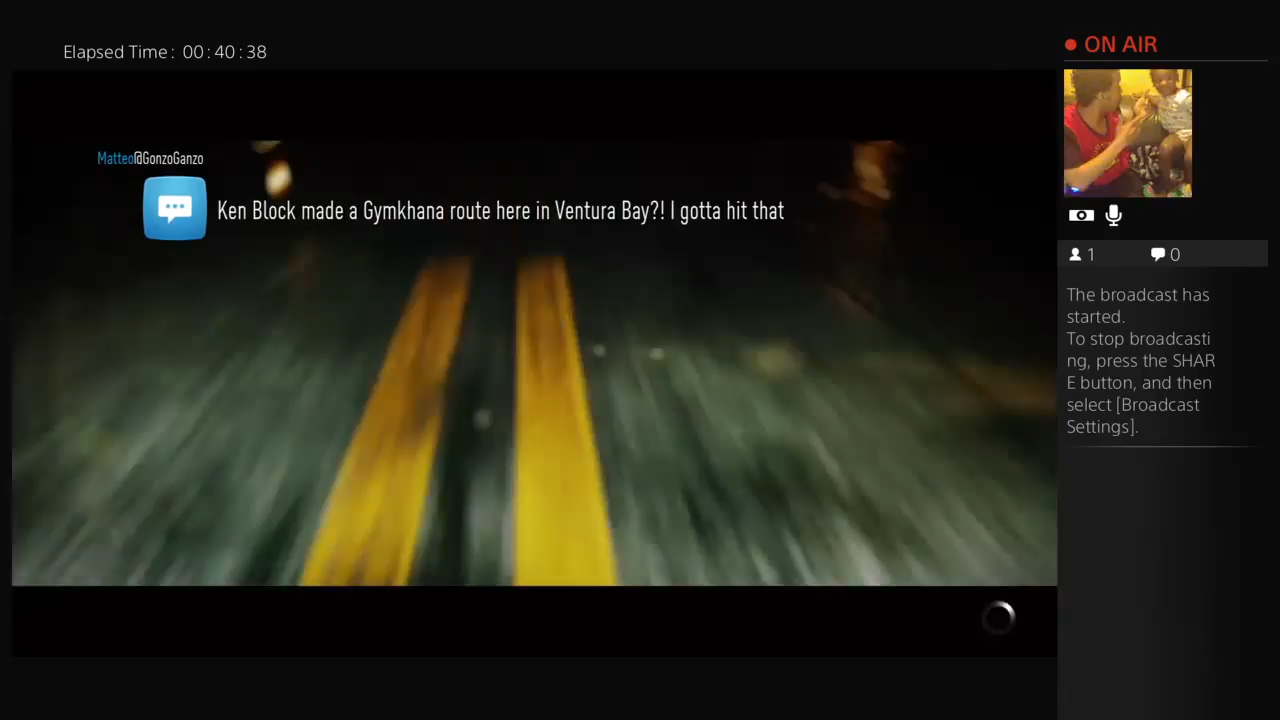 Elapsed Time: 00:40:38
ON AIR
Matteo@GonzoGanzo
Ken Block made a Gymkhana route here in Ventura Bay?! I gotta hit that
1 0
The broadcast has
started.
To stop broadcasti
ng, press the SHAR
E button, and then
select [Broadcast
Settings].